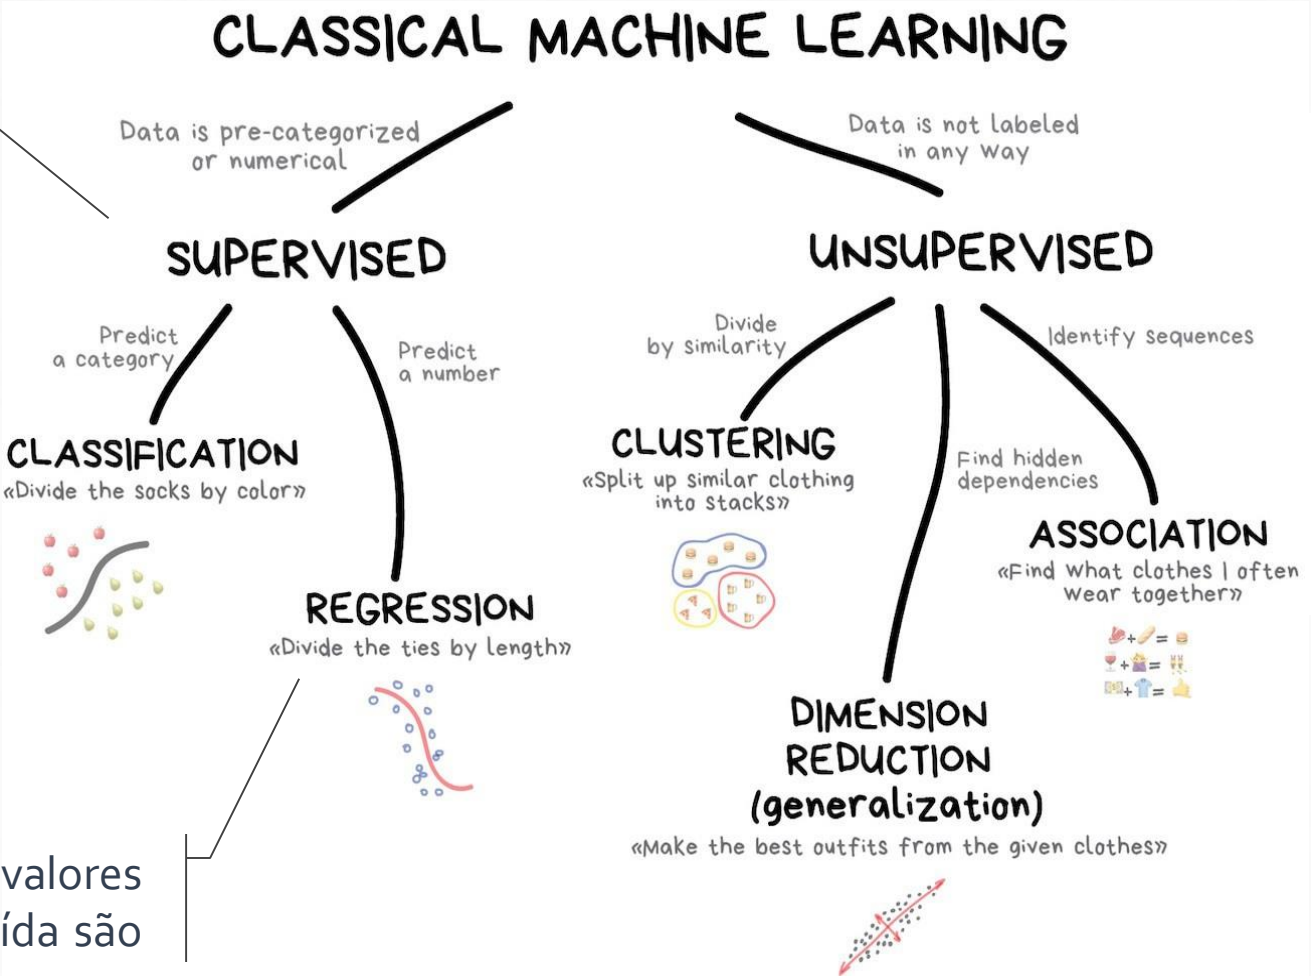 CLASSICAL MACHINE LEARNING
Data is pre-categorized
or numerical
Data is not labeled
in any way
SUPERVISED
UNSUPERVISED
Predict
a category
Predict
a number
Divide
by similarity
Identify sequences
CLASSIFICATION
«Divide the socks by color»
CLUSTERING
«Split up similar clothing
into stacks»
Find hidden
dependencies
ASSOCIATION
«Find what clothes I often
wear together»
REGRESSION
«Divide the ties by length»
+ =
+ =
+ =
DIMENSION
REDUCTION
(generalization)
«Make the best outfits from the given clothes»
valores
ída são